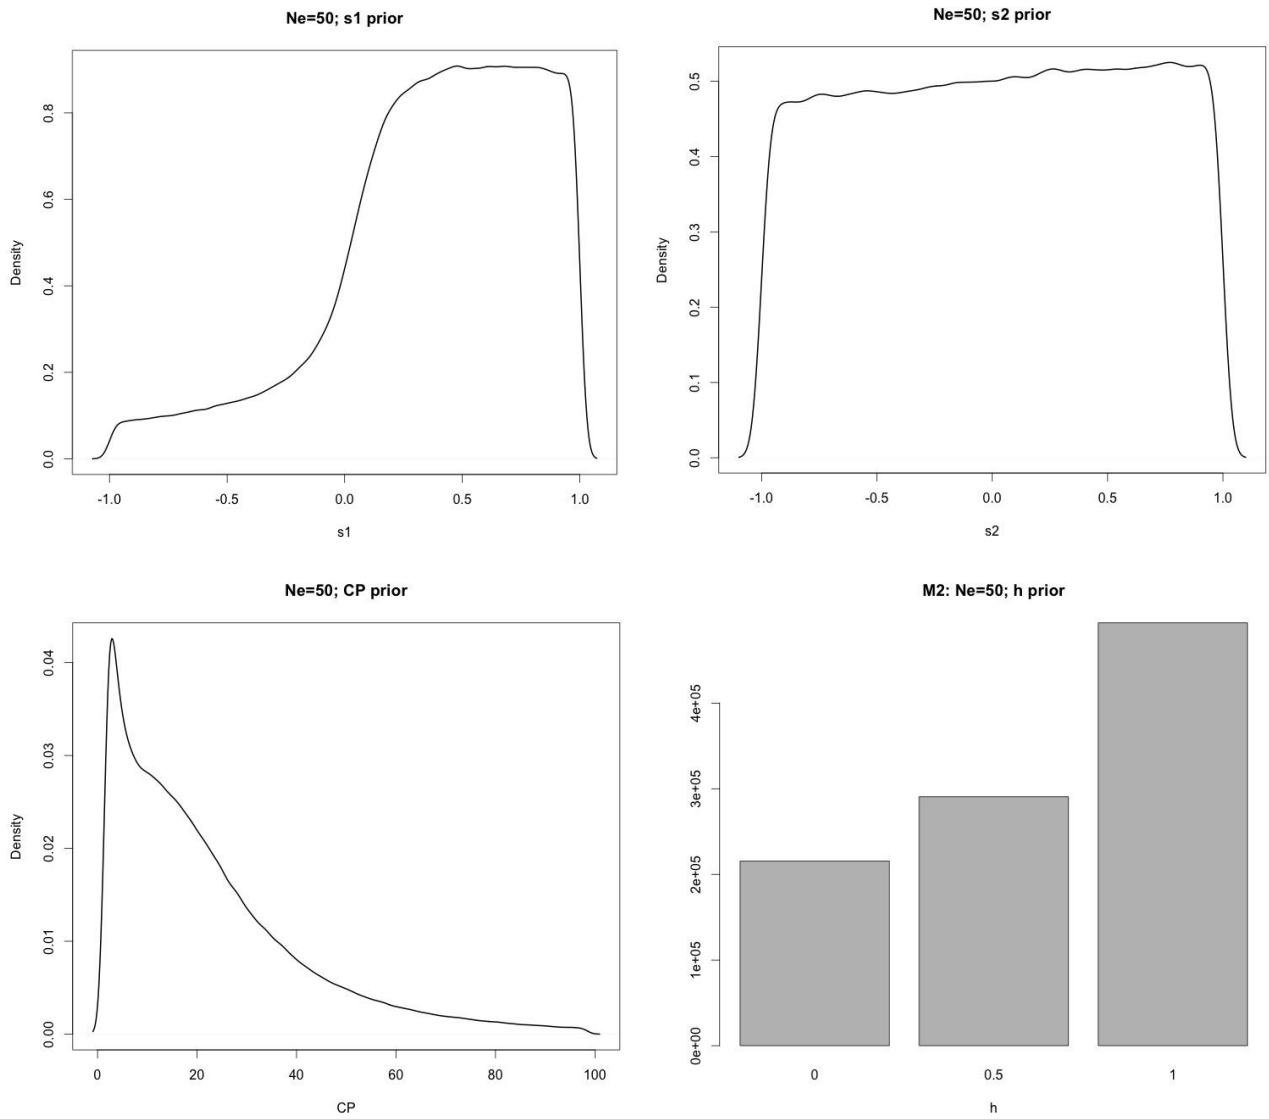 Ne=50; s1 prior
Density
0.0 0.2 0.4 0.6 0.8
-1.0 -0.5 0.0 0.5 1.0
s1
Ne=50; s2 prior
Density
0.0 0.1 0.2 0.3 0.4 0.5
-1.0 -0.5 0.0 0.5 1.0
s2
Ne=50; CP prior
Density
0.00 0.01 0.02 0.03 0.04
0 20 40 60 80 100
CP
M2: Ne=50; h prior
0e+00 1e+05 2e+05 3e+05 4e+05
0 0.5 1
h